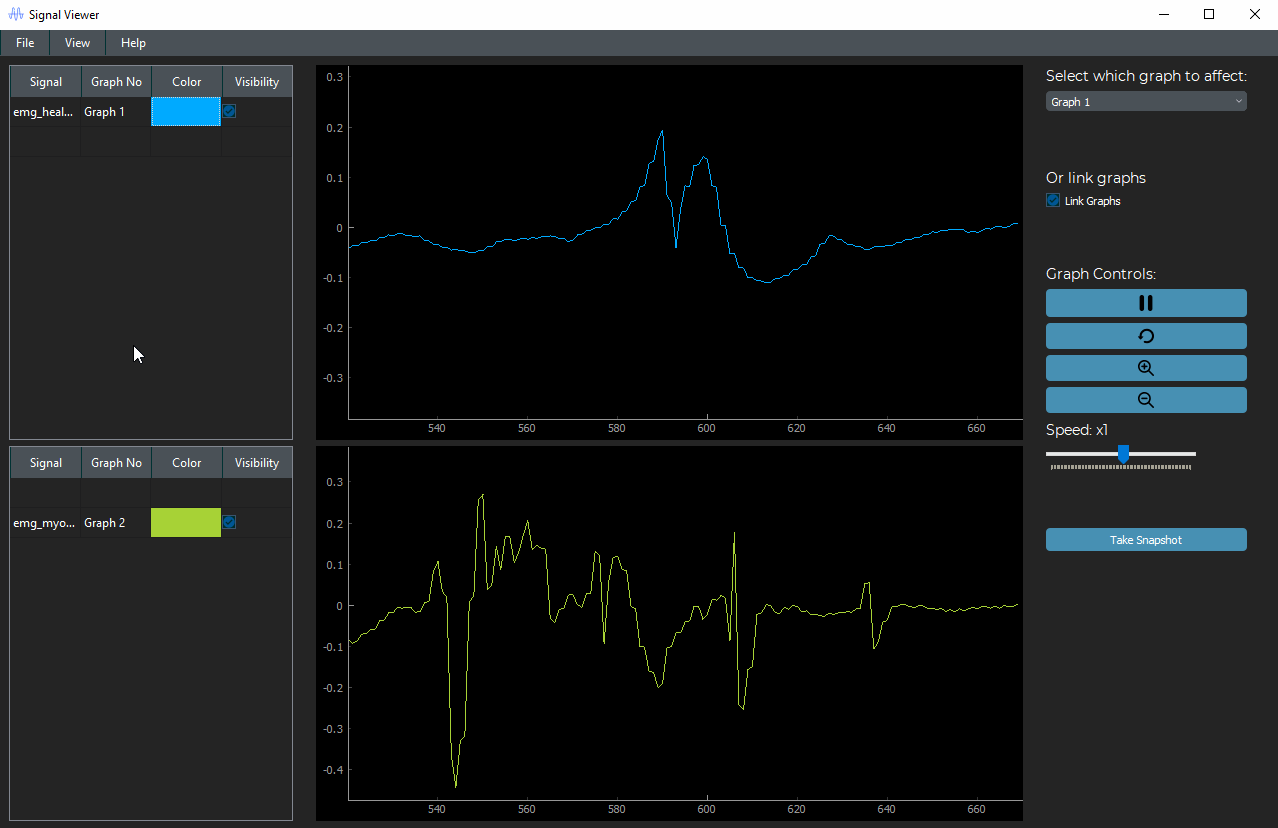 Signal Viewer
File View Help
Signal Graph No Color Visibility
emg_heal... Graph 1
0.3
0.2
0.1
0
-0.1
-0.2
-0.3
540 560 580 600 620 640 660
Select which graph to affect:
Graph 1
Or link graphs
Link Graphs
Graph Controls:
Speed: x1
Take Snapshot
Signal Graph No Color Visibility
emg_myo... Graph 2
0.3
0.2
0.1
0
-0.1
-0.2
-0.3
-0.4
540 560 580 600 620 640 660